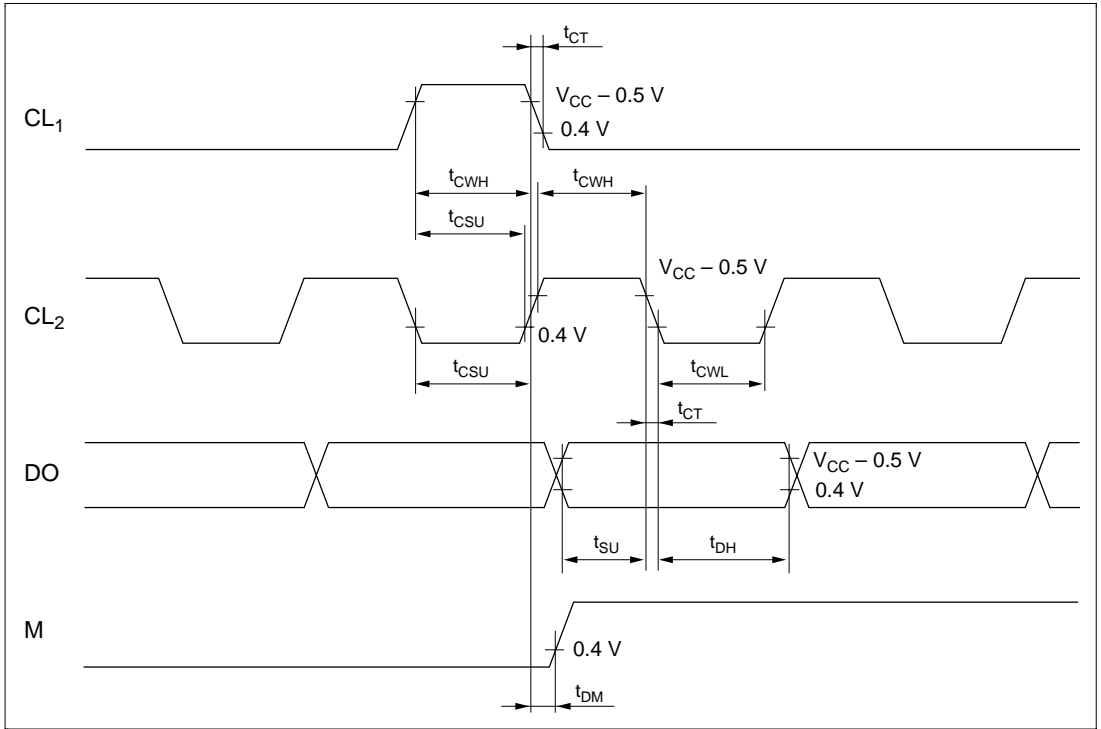 t_CT
CL_1
V_CC – 0.5 V
0.4 V
t_CWH
t_CWH
t_CSU
V_CC – 0.5 V
CL_2
0.4 V
t_CSU
t_CWL
t_CT
DO
V_CC – 0.5 V
0.4 V
t_SU
t_DH
M
0.4 V
t_DM